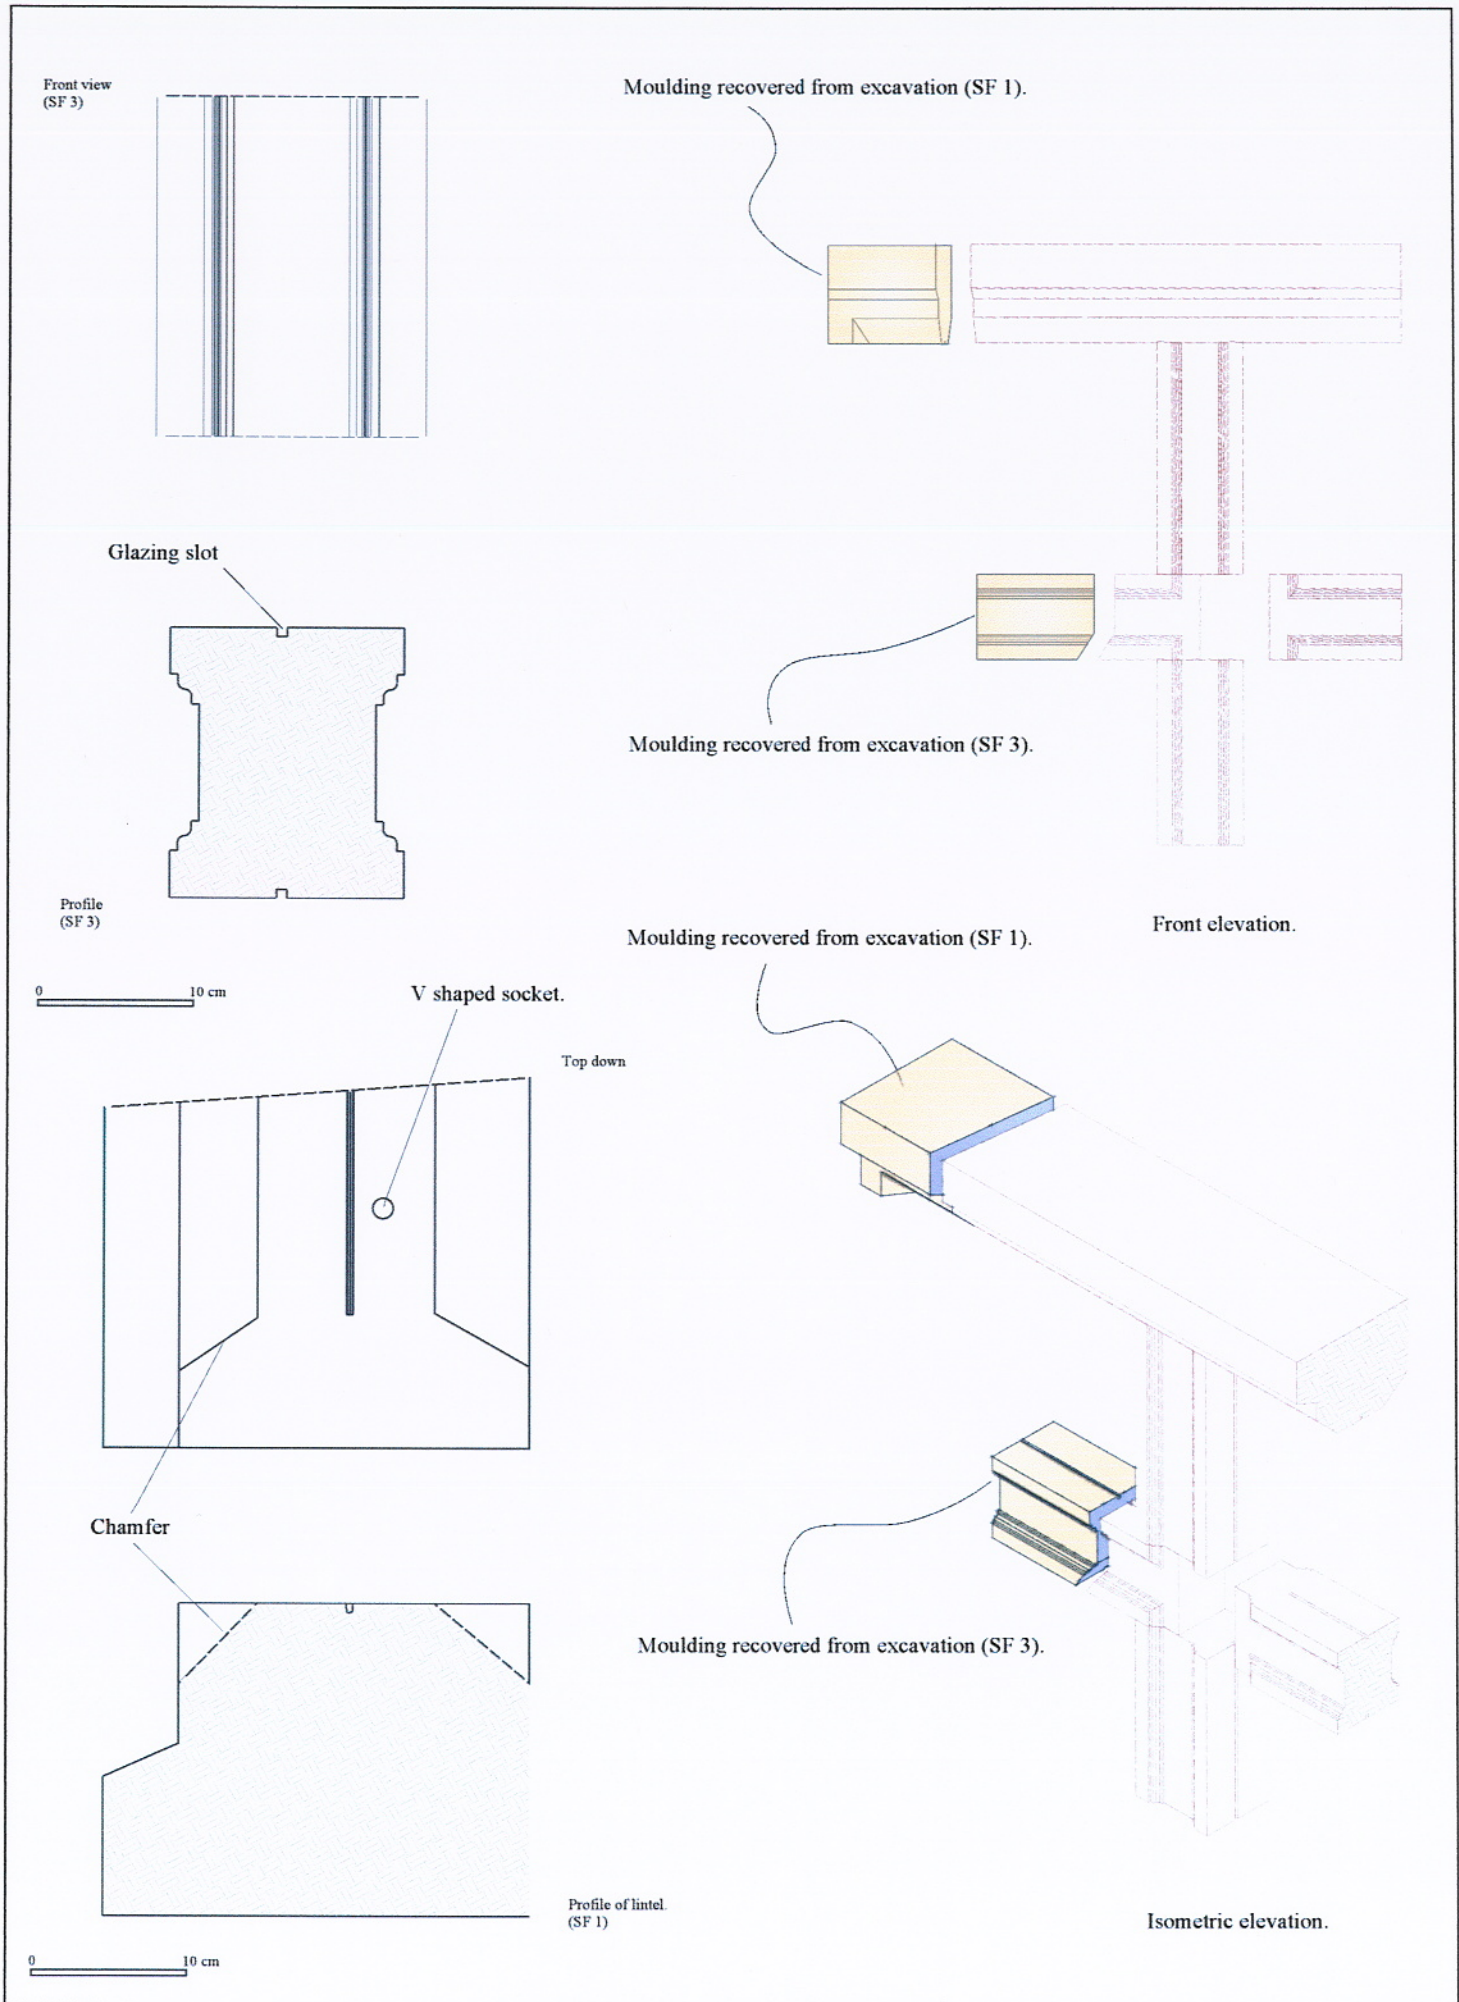 Front view
(SF 3)
Moulding recovered from excavation (SF 1).
Glazing slot
Moulding recovered from excavation (SF 3).
Profile
(SF 3)
Front elevation.
Moulding recovered from excavation (SF 1).
0 10 cm
V shaped socket.
Top down
Chamfer
Moulding recovered from excavation (SF 3).
Profile of lintel.
(SF 1)
Isometric elevation.
0 10 cm